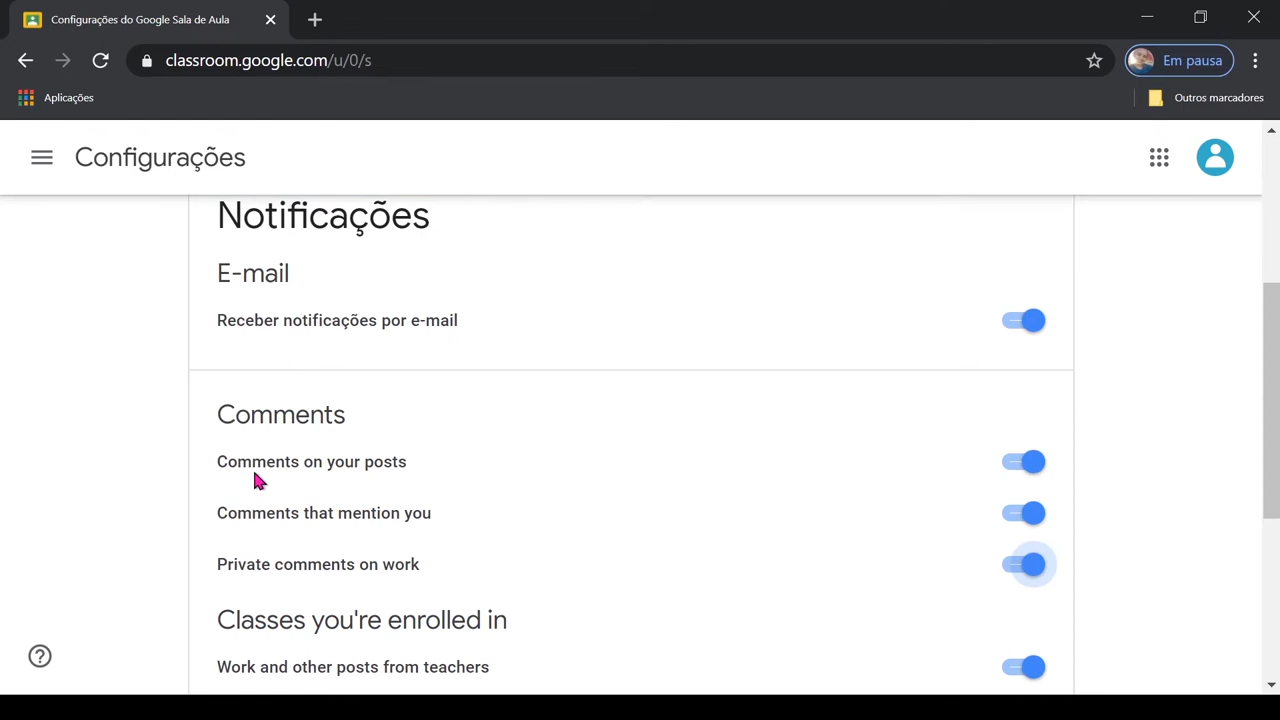 Configurações do Google Sala de Aula
classroom.google.com/u/0/s
Em pausa
Aplicações
Outros marcadores
Configurações
Notificações
E-mail
Receber notificações por e-mail
Comments
Comments on your posts
Comments that mention you
Private comments on work
Classes you're enrolled in
Work and other posts from teachers